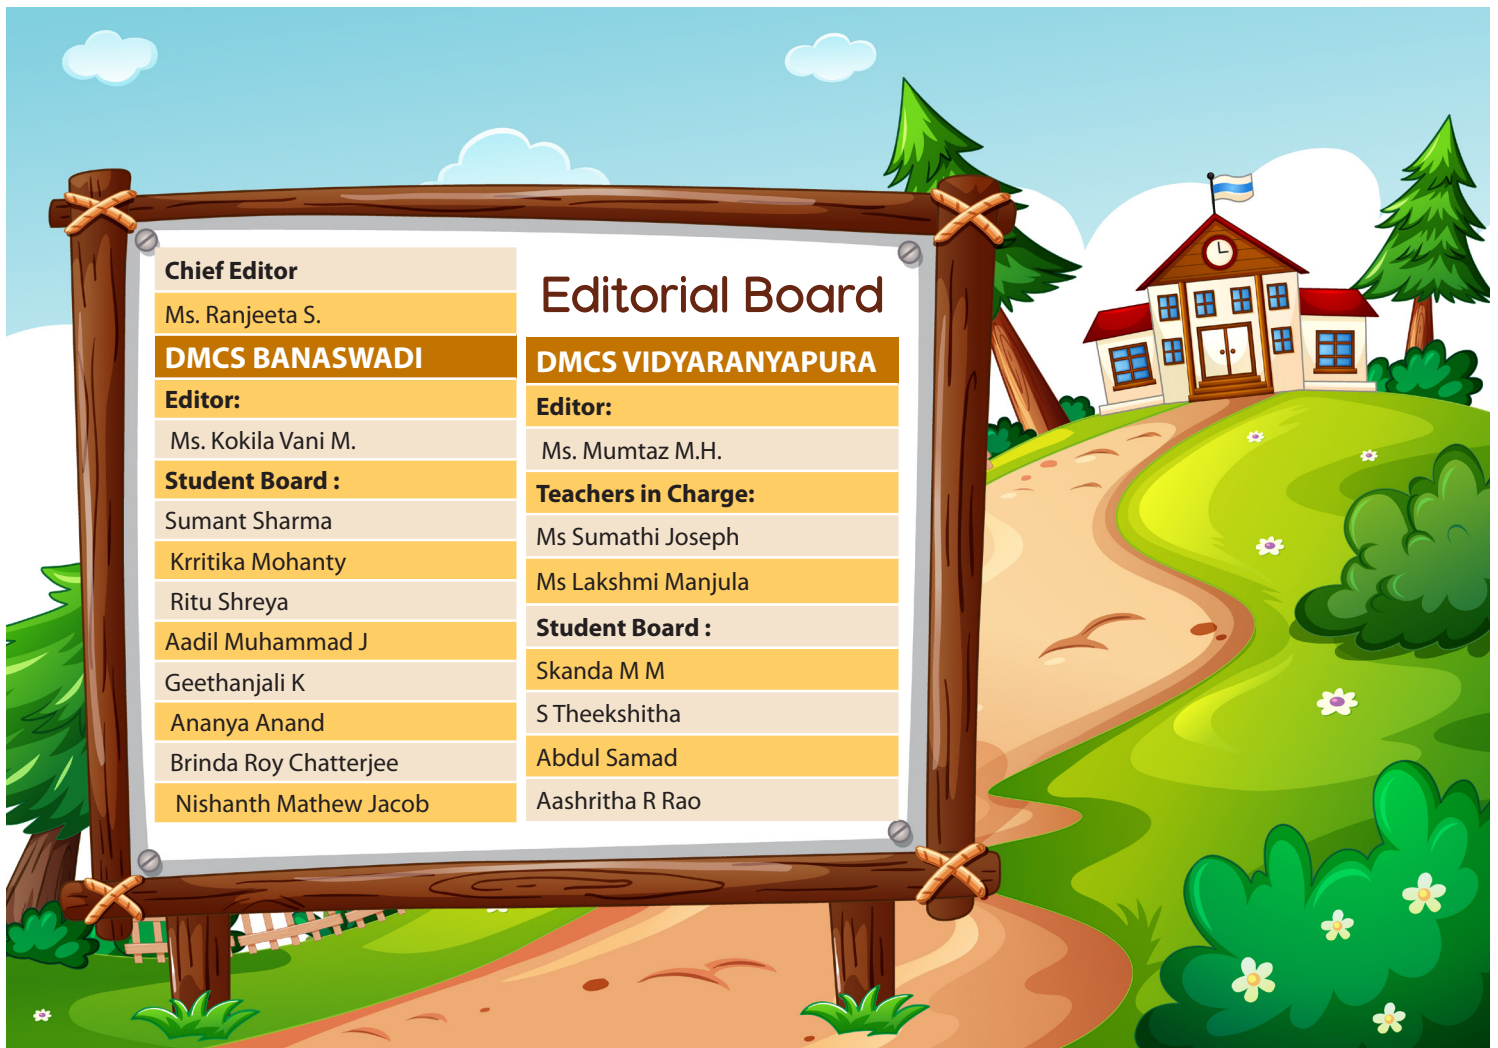 Chief Editor
Ms. Ranjeeta S.
DMCS BANASWADI
Editor:
Ms. Kokila Vani M.
Student Board :
Sumant Sharma
Krritika Mohanty
Ritu Shreya
Aadil Muhammad J
Geethanjali K
Ananya Anand
Brinda Roy Chatterjee
Nishanth Mathew Jacob
Editorial Board
DMCS VIDYARANYAPURA
Editor:
Ms. Mumtaz M.H.
Teachers in Charge:
Ms Sumathi Joseph
Ms Lakshmi Manjula
Student Board :
Skanda M M
S Theekshitha
Abdul Samad
Aashritha R Rao